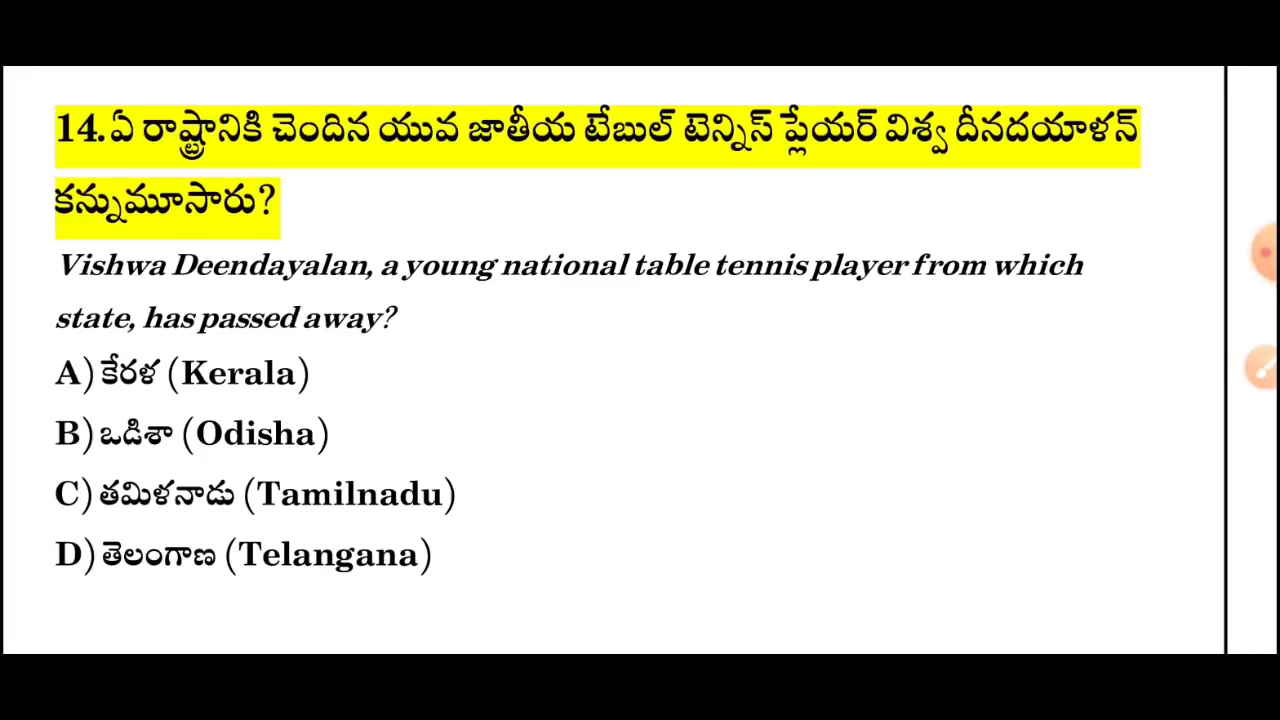 14.ఏ రాష్ట్రానికి చెందిన యువ జాతీయ టేబుల్ టెన్నిస్ ప్లేయర్ విశ్వ దీనదయాళన్
కన్నుమూసారు?
Vishwa Deendayalan, a young national table tennis player from which
state, has passed away?
A) కేరళ (Kerala)
B) ఒడిశా (Odisha)
C) తమిళనాడు (Tamilnadu)
D) తెలంగాణ (Telangana)